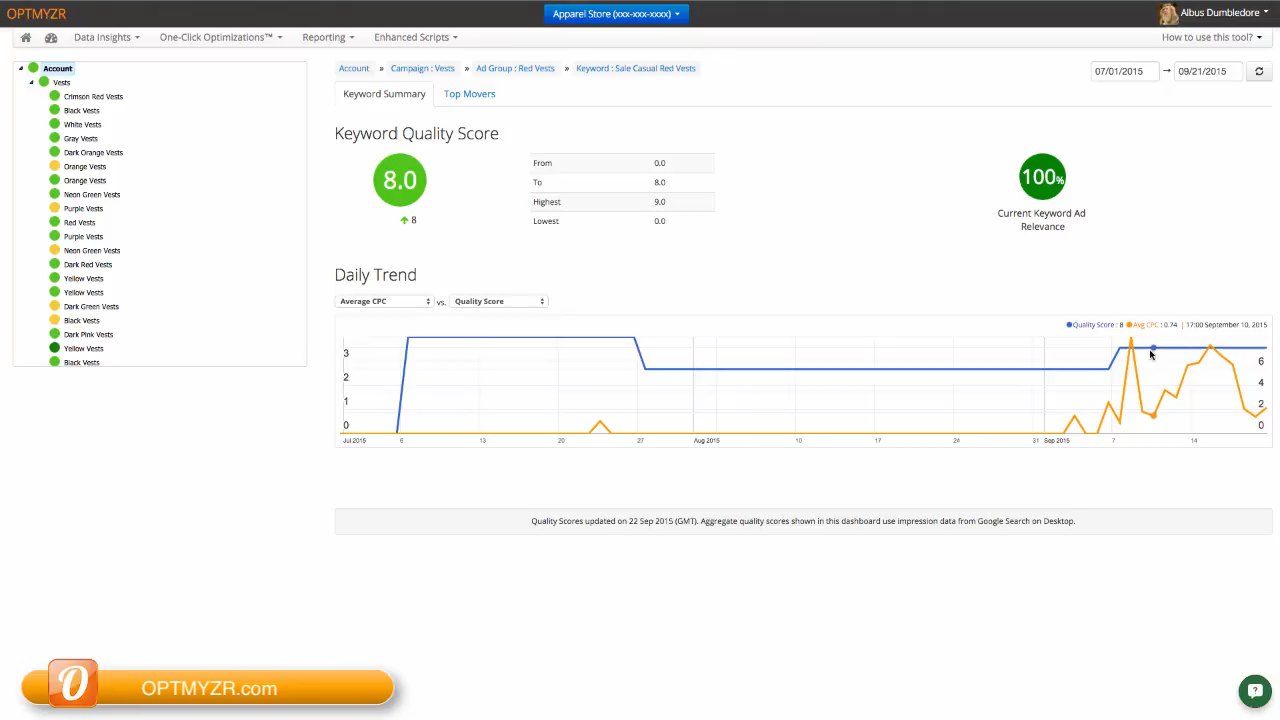 OPTMYZR
Apparel Store (xxx-xxx-xxxx)
Albus Dumbledore
Data Insights
One-Click Optimizations™
Reporting
Enhanced Scripts
How to use this tool?
Account
Vests
Crimson Red Vests
Black Vests
White Vests
Gray Vests
Dark Orange Vests
Orange Vests
Orange Vests
Neon Green Vests
Purple Vests
Red Vests
Purple Vests
Neon Green Vests
Dark Red Vests
Yellow Vests
Yellow Vests
Dark Green Vests
Black Vests
Dark Pink Vests
Yellow Vests
Black Vests
Account » Campaign : Vests » Ad Group : Red Vests » Keyword : Sale Casual Red Vests
07/01/2015 → 09/21/2015
Keyword Summary Top Movers
Keyword Quality Score
8.0
8
From 0.0
To 8.0
Highest 9.0
Lowest 0.0
100%
Current Keyword Ad
Relevance
Daily Trend
Average CPC vs. Quality Score
Quality Score : 8 Avg CPC : 0.74 | 17:00 September 10, 2015
3
2
1
0
6
4
2
0
Jul 2015 6 13 20 27 Aug 2015 10 17 24 31 Sep 2015 7 14
Quality Scores updated on 22 Sep 2015 (GMT). Aggregate quality scores shown in this dashboard use impression data from Google Search on Desktop.
OPTMYZR.com